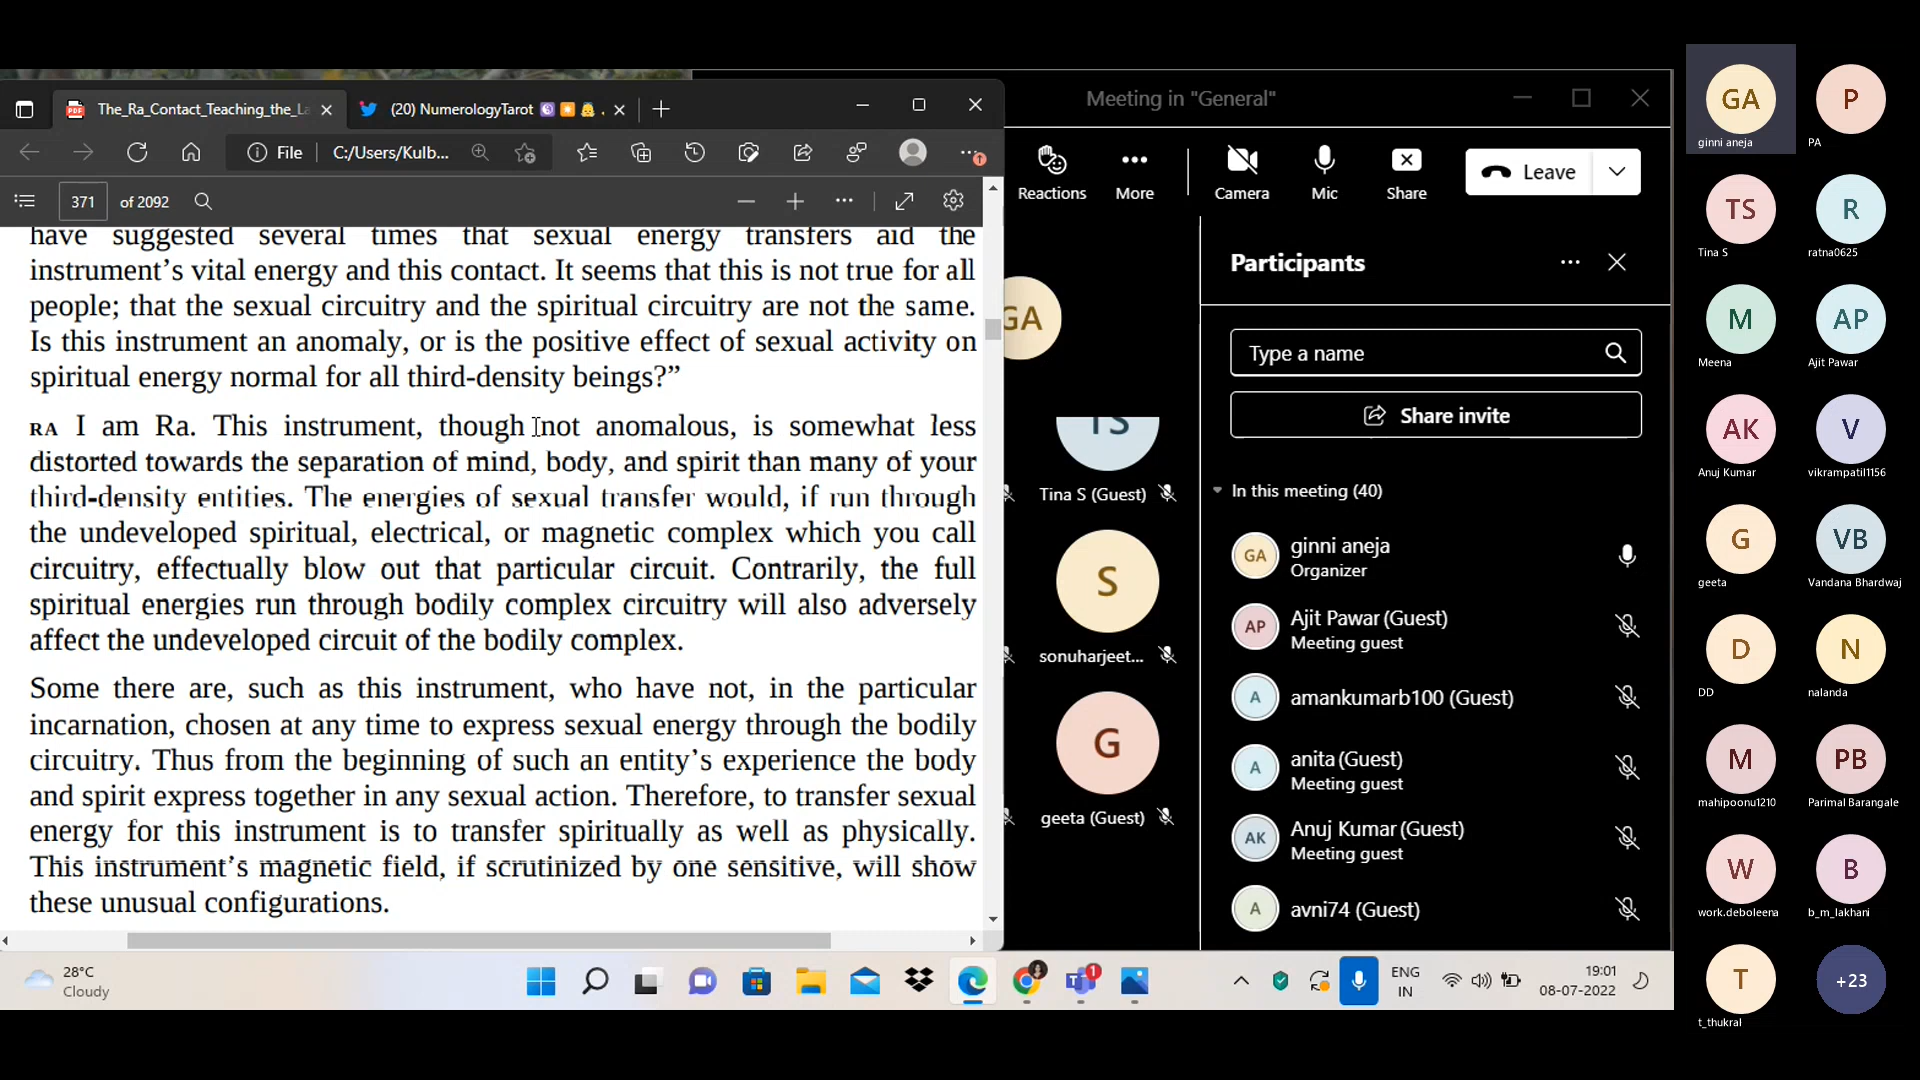 The_Ra_Contact_Teaching_the_La
(20) NumerologyTarot
File
C:/Users/Kulb...
371
of 2092
have suggested several times that sexual energy transfers aid the
instrument’s vital energy and this contact. It seems that this is not true for all
people; that the sexual circuitry and the spiritual circuitry are not the same.
Is this instrument an anomaly, or is the positive effect of sexual activity on
spiritual energy normal for all third-density beings?”
RA I am Ra. This instrument, though not anomalous, is somewhat less
distorted towards the separation of mind, body, and spirit than many of your
third-density entities. The energies of sexual transfer would, if run through
the undeveloped spiritual, electrical, or magnetic complex which you call
circuitry, effectually blow out that particular circuit. Contrarily, the full
spiritual energies run through bodily complex circuitry will also adversely
affect the undeveloped circuit of the bodily complex.
Some there are, such as this instrument, who have not, in the particular
incarnation, chosen at any time to express sexual energy through the bodily
circuitry. Thus from the beginning of such an entity’s experience the body
and spirit express together in any sexual action. Therefore, to transfer sexual
energy for this instrument is to transfer spiritually as well as physically.
This instrument’s magnetic field, if scrutinized by one sensitive, will show
these unusual configurations.
Meeting in "General"
Reactions
More
Camera
Mic
Share
Leave
GA
TS
Tina S (Guest)
S
sonuharjeet...
G
geeta (Guest)
Participants
Type a name
Share invite
In this meeting (40)
GA
ginni aneja
Organizer
AP
Ajit Pawar (Guest)
Meeting guest
A
amankumarb100 (Guest)
A
anita (Guest)
Meeting guest
AK
Anuj Kumar (Guest)
Meeting guest
A
avni74 (Guest)
28°C
Cloudy
1
ENG
IN
19:01
08-07-2022
GA
ginni aneja
P
PA
TS
Tina S
R
ratna0625
M
Meena
AP
Ajit Pawar
AK
Anuj Kumar
V
vikrampatil1156
G
geeta
VB
Vandana Bhardwaj
D
DD
N
nalanda
M
mahipoonu1210
PB
Parimal Barangale
W
work.deboleena
B
b_m_lakhani
T
t_thukral
+23